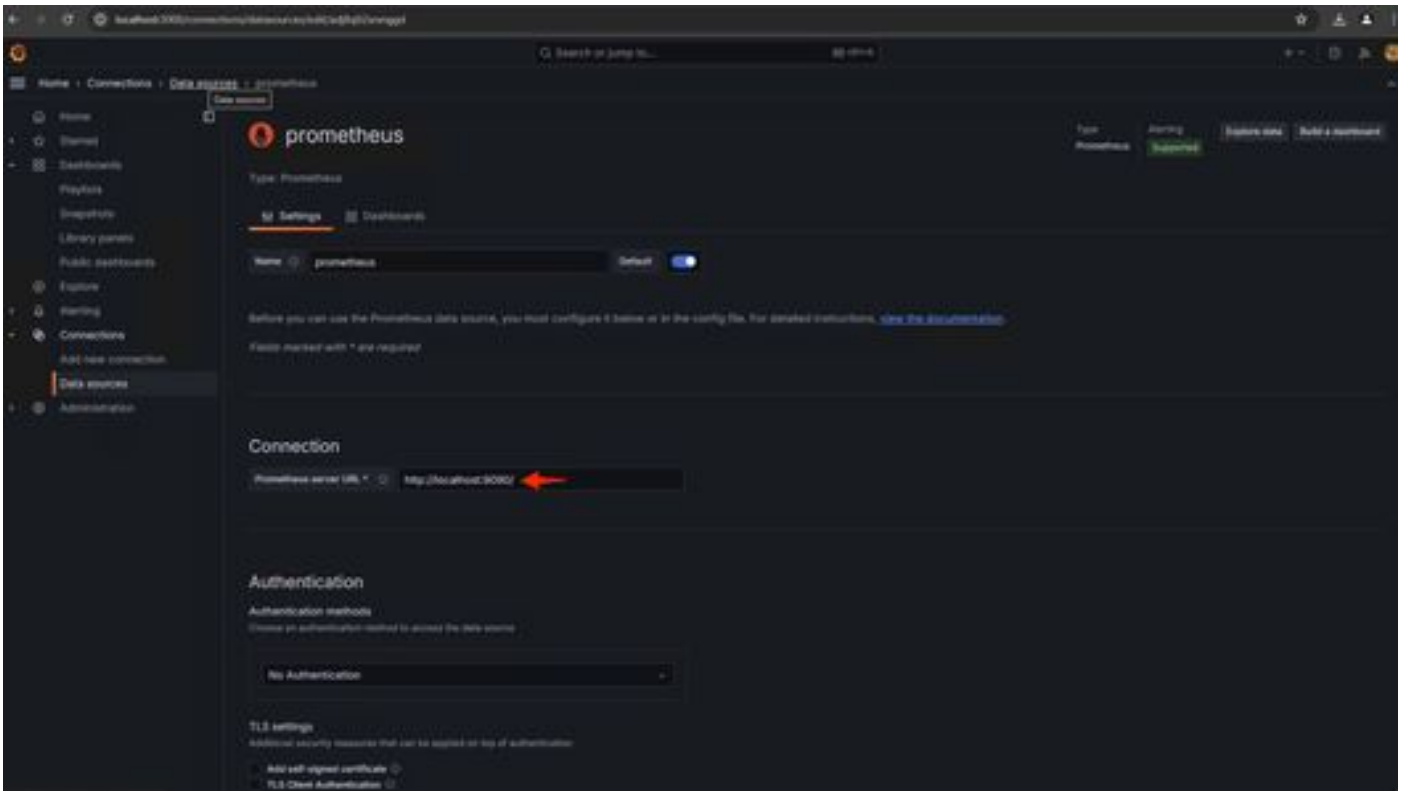 Search or jump to...
Home › Connections › Data sources › prometheus
Data sources
Home
Starred
Dashboards
Playlists
Snapshots
Library panels
Public dashboards
Explore
Alerting
Connections
Add new connection
Data sources
Administration
prometheus
Type
Prometheus
Alerting
Supported
Explore data
Build a dashboard
Type: Prometheus
Settings
Dashboards
Name
prometheus
Default
Before you can use the Prometheus data source, you must configure it below or in the config file. For detailed instructions, view the documentation.
Fields marked with * are required
Connection
Prometheus server URL *
http://localhost:9090/
Authentication
Authentication methods
Choose an authentication method to access the data source
No Authentication
TLS settings
Additional security measures that can be applied on top of authentication
Add self-signed certificate
TLS Client Authentication